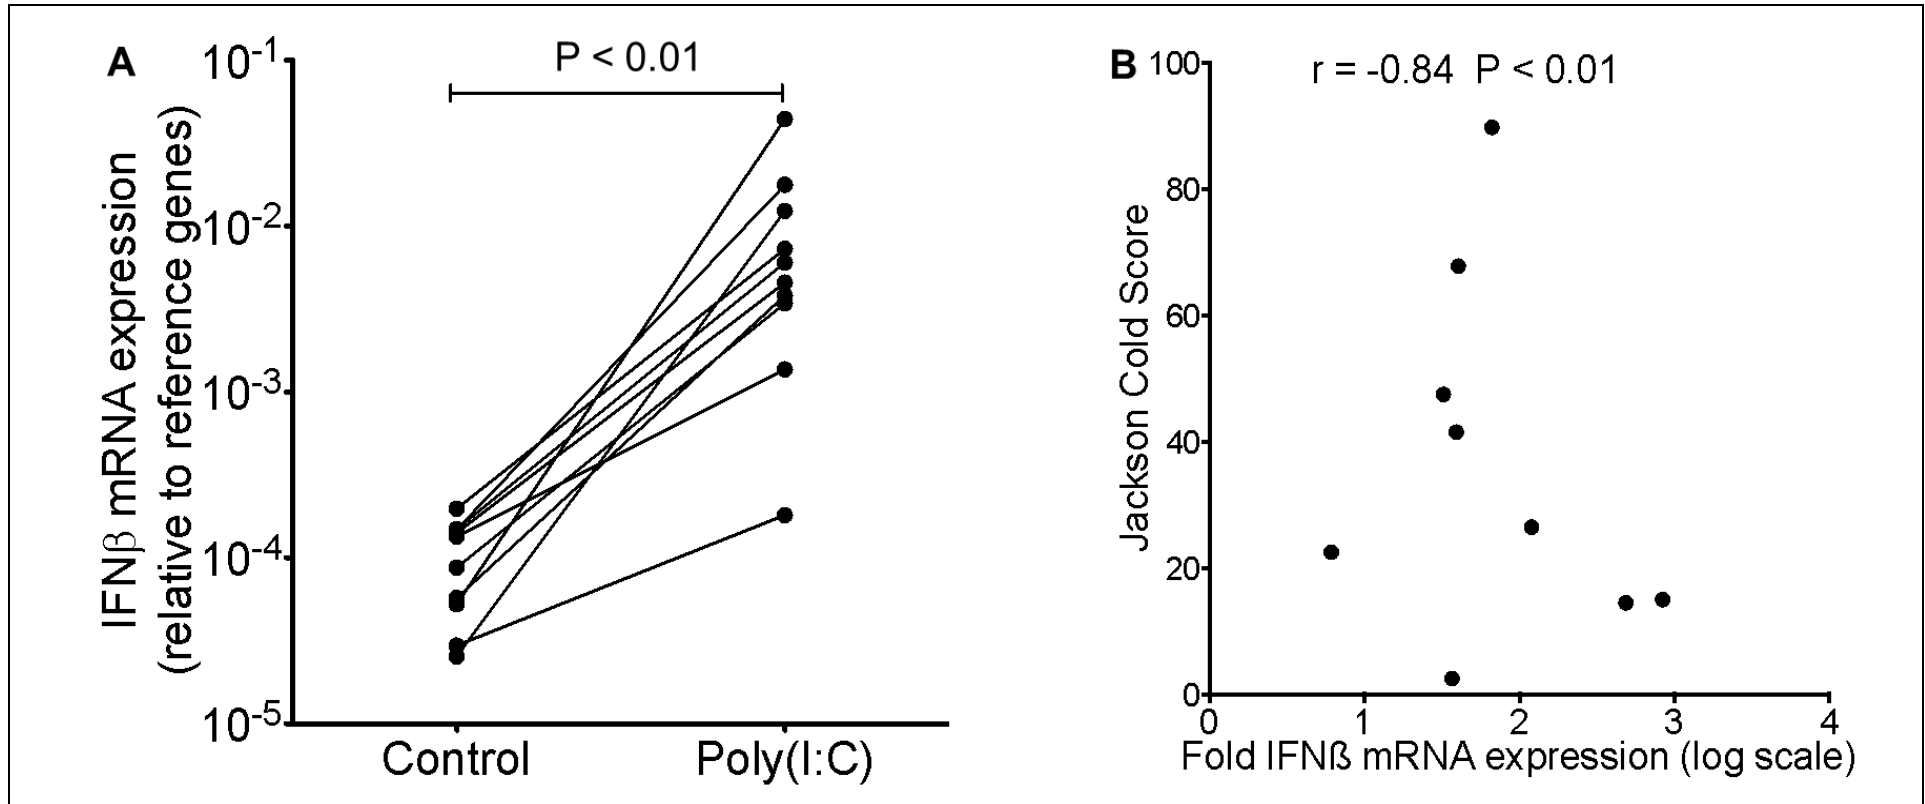 A
P < 0.01
IFNβ mRNA expression
(relative to reference genes)
10-1
10-2
10-3
10-4
10-5
Control Poly(I:C)
B
r = -0.84 P < 0.01
Jackson Cold Score
100
80
60
40
20
0
0 1 2 3 4
Fold IFNß mRNA expression (log scale)